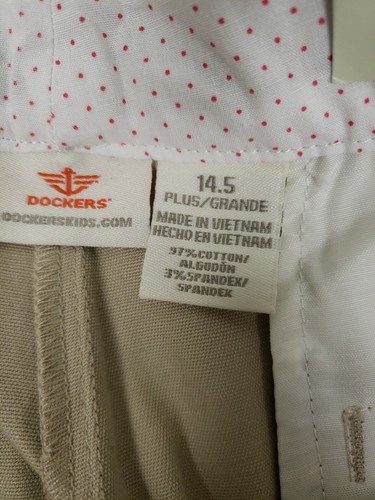 DOCKERS®
DOCKERSKIDS.COM
14.5
PLUS/GRANDE
MADE IN VIETNAM
HECHO EN VIETNAM
97%COTTON/
ALGODÓN
3%SPANDEX/
SPANDEX